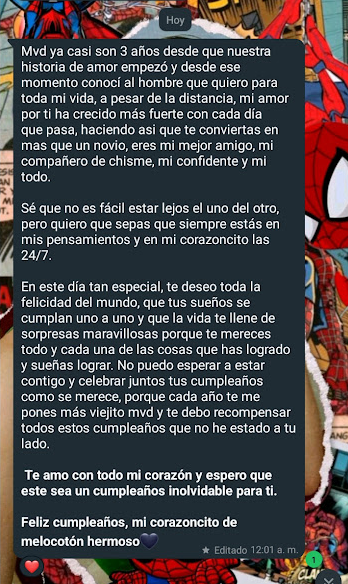 Hoy
Mvd ya casi son 3 años desde que nuestra
historia de amor empezó y desde ese
momento conocí al hombre que quiero para
toda mi vida, a pesar de la distancia, mi amor
por ti ha crecido más fuerte con cada día
que pasa, haciendo asi que te conviertas en
mas que un novio, eres mi mejor amigo, mi
compañero de chisme, mi confidente y mi
todo.
Sé que no es fácil estar lejos el uno del otro,
pero quiero que sepas que siempre estás en
mis pensamientos y en mi corazoncito las
24/7.
En este día tan especial, te deseo toda la
felicidad del mundo, que tus sueños se
cumplan uno a uno y que la vida te llene de
sorpresas maravillosas porque te mereces
todo y cada una de las cosas que has logrado
y sueñas lograr. No puedo esperar a estar
contigo y celebrar juntos tus cumpleaños
como se merece, porque cada año te me
pones más viejito mvd y te debo recompensar
todos estos cumpleaños que no he estado a tu
lado.
Te amo con todo mi corazón y espero que
este sea un cumpleaños inolvidable para ti.
Feliz cumpleaños, mi corazoncito de
melocotón hermoso🖤
★ Editado 12:01 a. m.
1